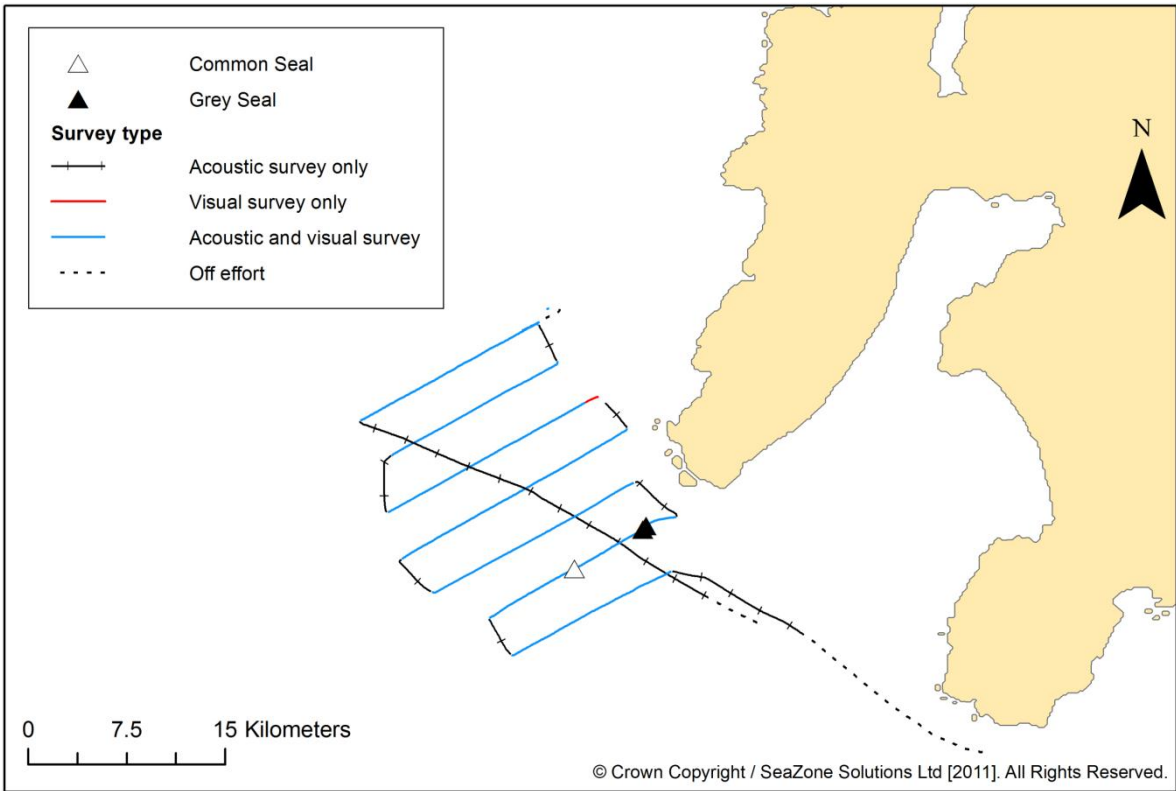 Common Seal
Grey Seal
Survey type
Acoustic survey only
Visual survey only
Acoustic and visual survey
Off effort
N
0 7.5 15 Kilometers
© Crown Copyright / SeaZone Solutions Ltd [2011]. All Rights Reserved.